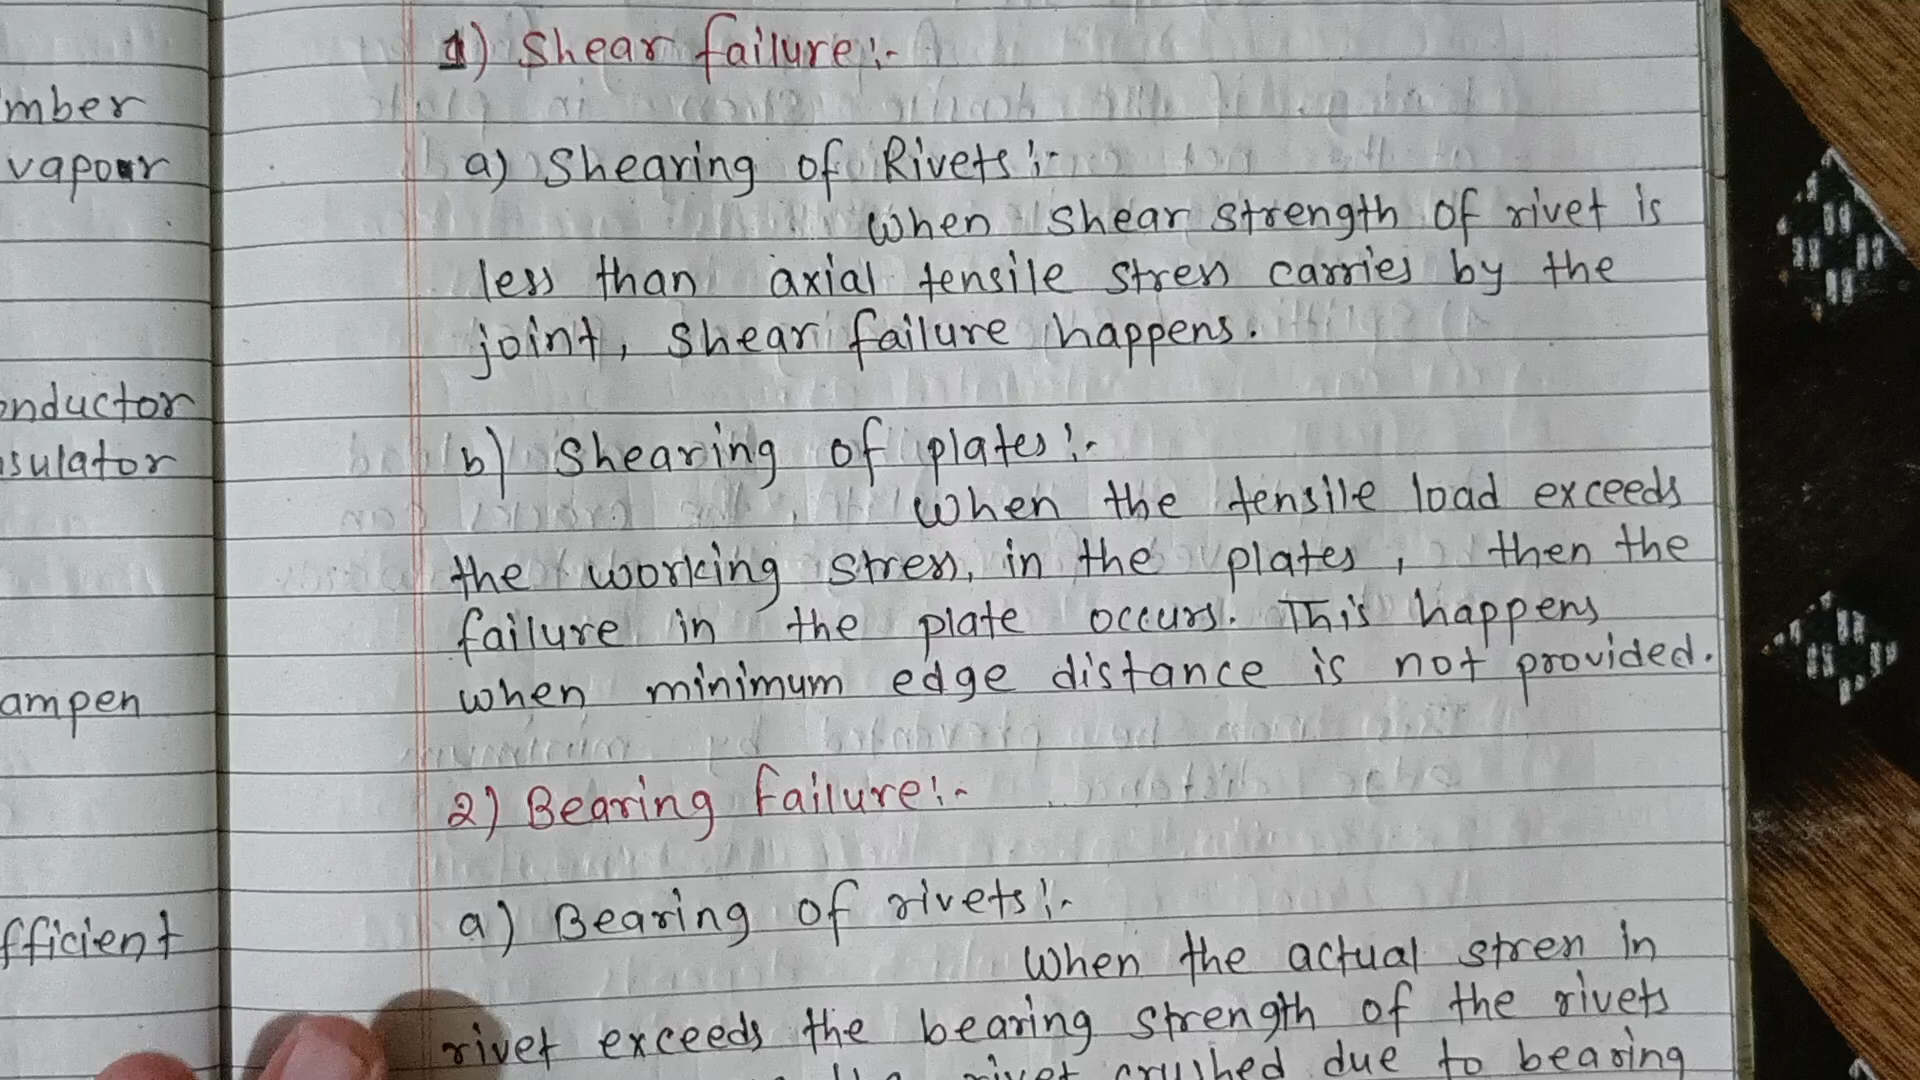 mber
vapour
onductor
sulator
ampen
fficient
1) Shear failure:-
a) Shearing of Rivets:-
When shear strength of rivet is
less than axial tensile stress carries by the
joint, shear failure happens.
b) Shearing of plates:-
When the tensile load exceeds
the working stress, in the plates, then the
failure in the plate occurs. This happens
when minimum edge distance is not provided.
2) Bearing Failure:-
a) Bearing of rivets:-
When the actual stress in
rivet exceeds the bearing strength of the rivets
rivet crushed due to bearing